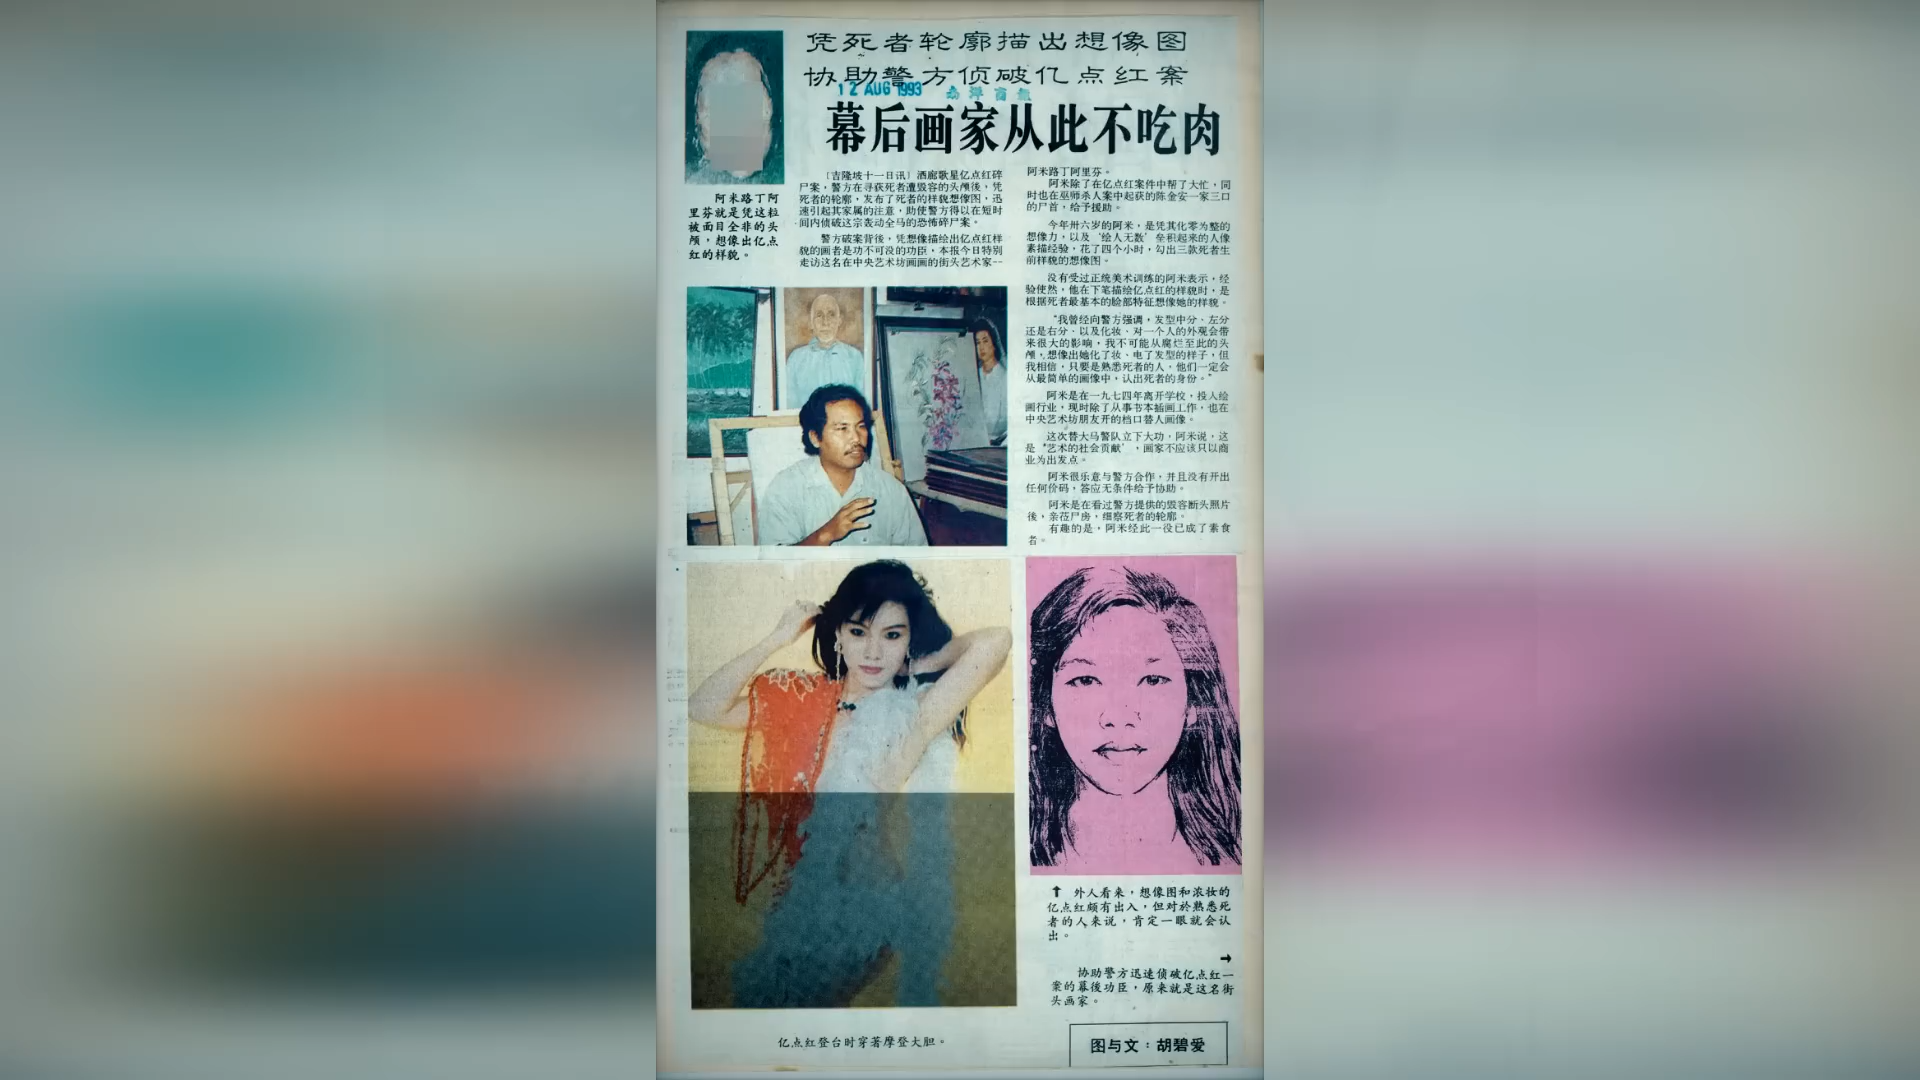 凭死者轮廓描出想像图
协助警方侦破亿点红案
12 AUG 1993 南洋商报
幕后画家从此不吃肉
阿米路丁阿
里芬就是凭这粒
被面目全非的头
颅，想像出亿点
红的样貌。
［吉隆坡十一日讯］酒廊歌星亿点红碎
尸案，警方在寻获死者遭毁容的头颅後，凭
死者的轮廓，发布了死者的样貌想像图，迅
速引起其家属的注意，助使警方得以在短时
间内侦破这宗轰动全马的恐怖碎尸案。
警方破案背後，凭想像描绘出亿点红样
貌的画者是功不可没的功臣，本报今日特别
走访这名在中央艺术坊画画的街头艺术家--
阿米路丁阿里芬。
阿米除了在亿点红案件中帮了大忙，同
时也在巫师杀人案中起获的陈金安一家三口
的尸首，给予援助。
今年卅六岁的阿米，是凭其化零为整的
想像力，以及‘绘人无数’垒积起来的人像
素描经验，花了四个小时，勾出三款死者生
前样貌的想像图。
没有受过正统美术训练的阿米表示，经
验使然，他在下笔描绘亿点红的样貌时，是
根据死者最基本的脸部特征想像她的样貌。
“我曾经向警方强调，发型中分、左分
还是右分、以及化妆，对一个人的外观会带
来很大的影响，我不可能从腐烂至此的头
颅，想像出她化了妆、电了发型的样子，但
我相信，只要是熟悉死者的人，他们一定会
从最简单的画像中，认出死者的身份。”
阿米是在一九七四年离开学校，投入绘
画行业，现时除了从事书本插画工作，也在
中央艺术坊朋友开的档口替人画像。
这次替大马警队立下大功，阿米说，这
是‘艺术的社会贡献’，画家不应该只以商
业为出发点。
阿米很乐意与警方合作，并且没有开出
任何价码，答应无条件给予协助。
阿米是在看过警方提供的毁容断头照片
後，亲莅尸房，细察死者的轮廓。
有趣的是，阿米经此一役已成了素食
者。
↑ 外人看来，想像图和浓妆的
亿点红颇有出入，但对於熟悉死
者的人来说，肯定一眼就会认
出。
→
协助警方迅速侦破亿点红一
案的幕後功臣，原来就是这名街
头画家。
亿点红登台时穿著摩登大胆。
图与文：胡碧爱